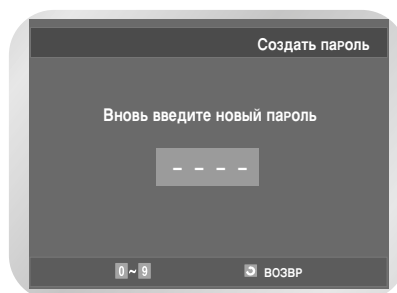 Создать пароль
Вновь введите новый пароль
– – – –
0 ~ 9 ВОЗВР